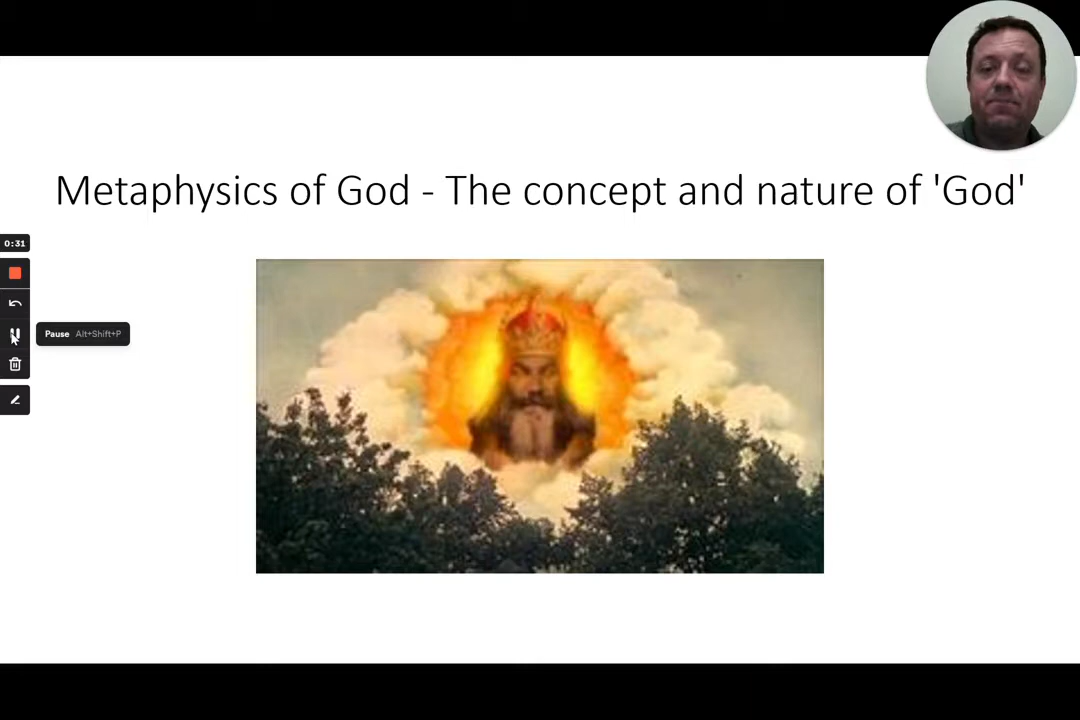 Metaphysics of God - The concept and nature of 'God'
0:31
Pause Alt+Shift+P